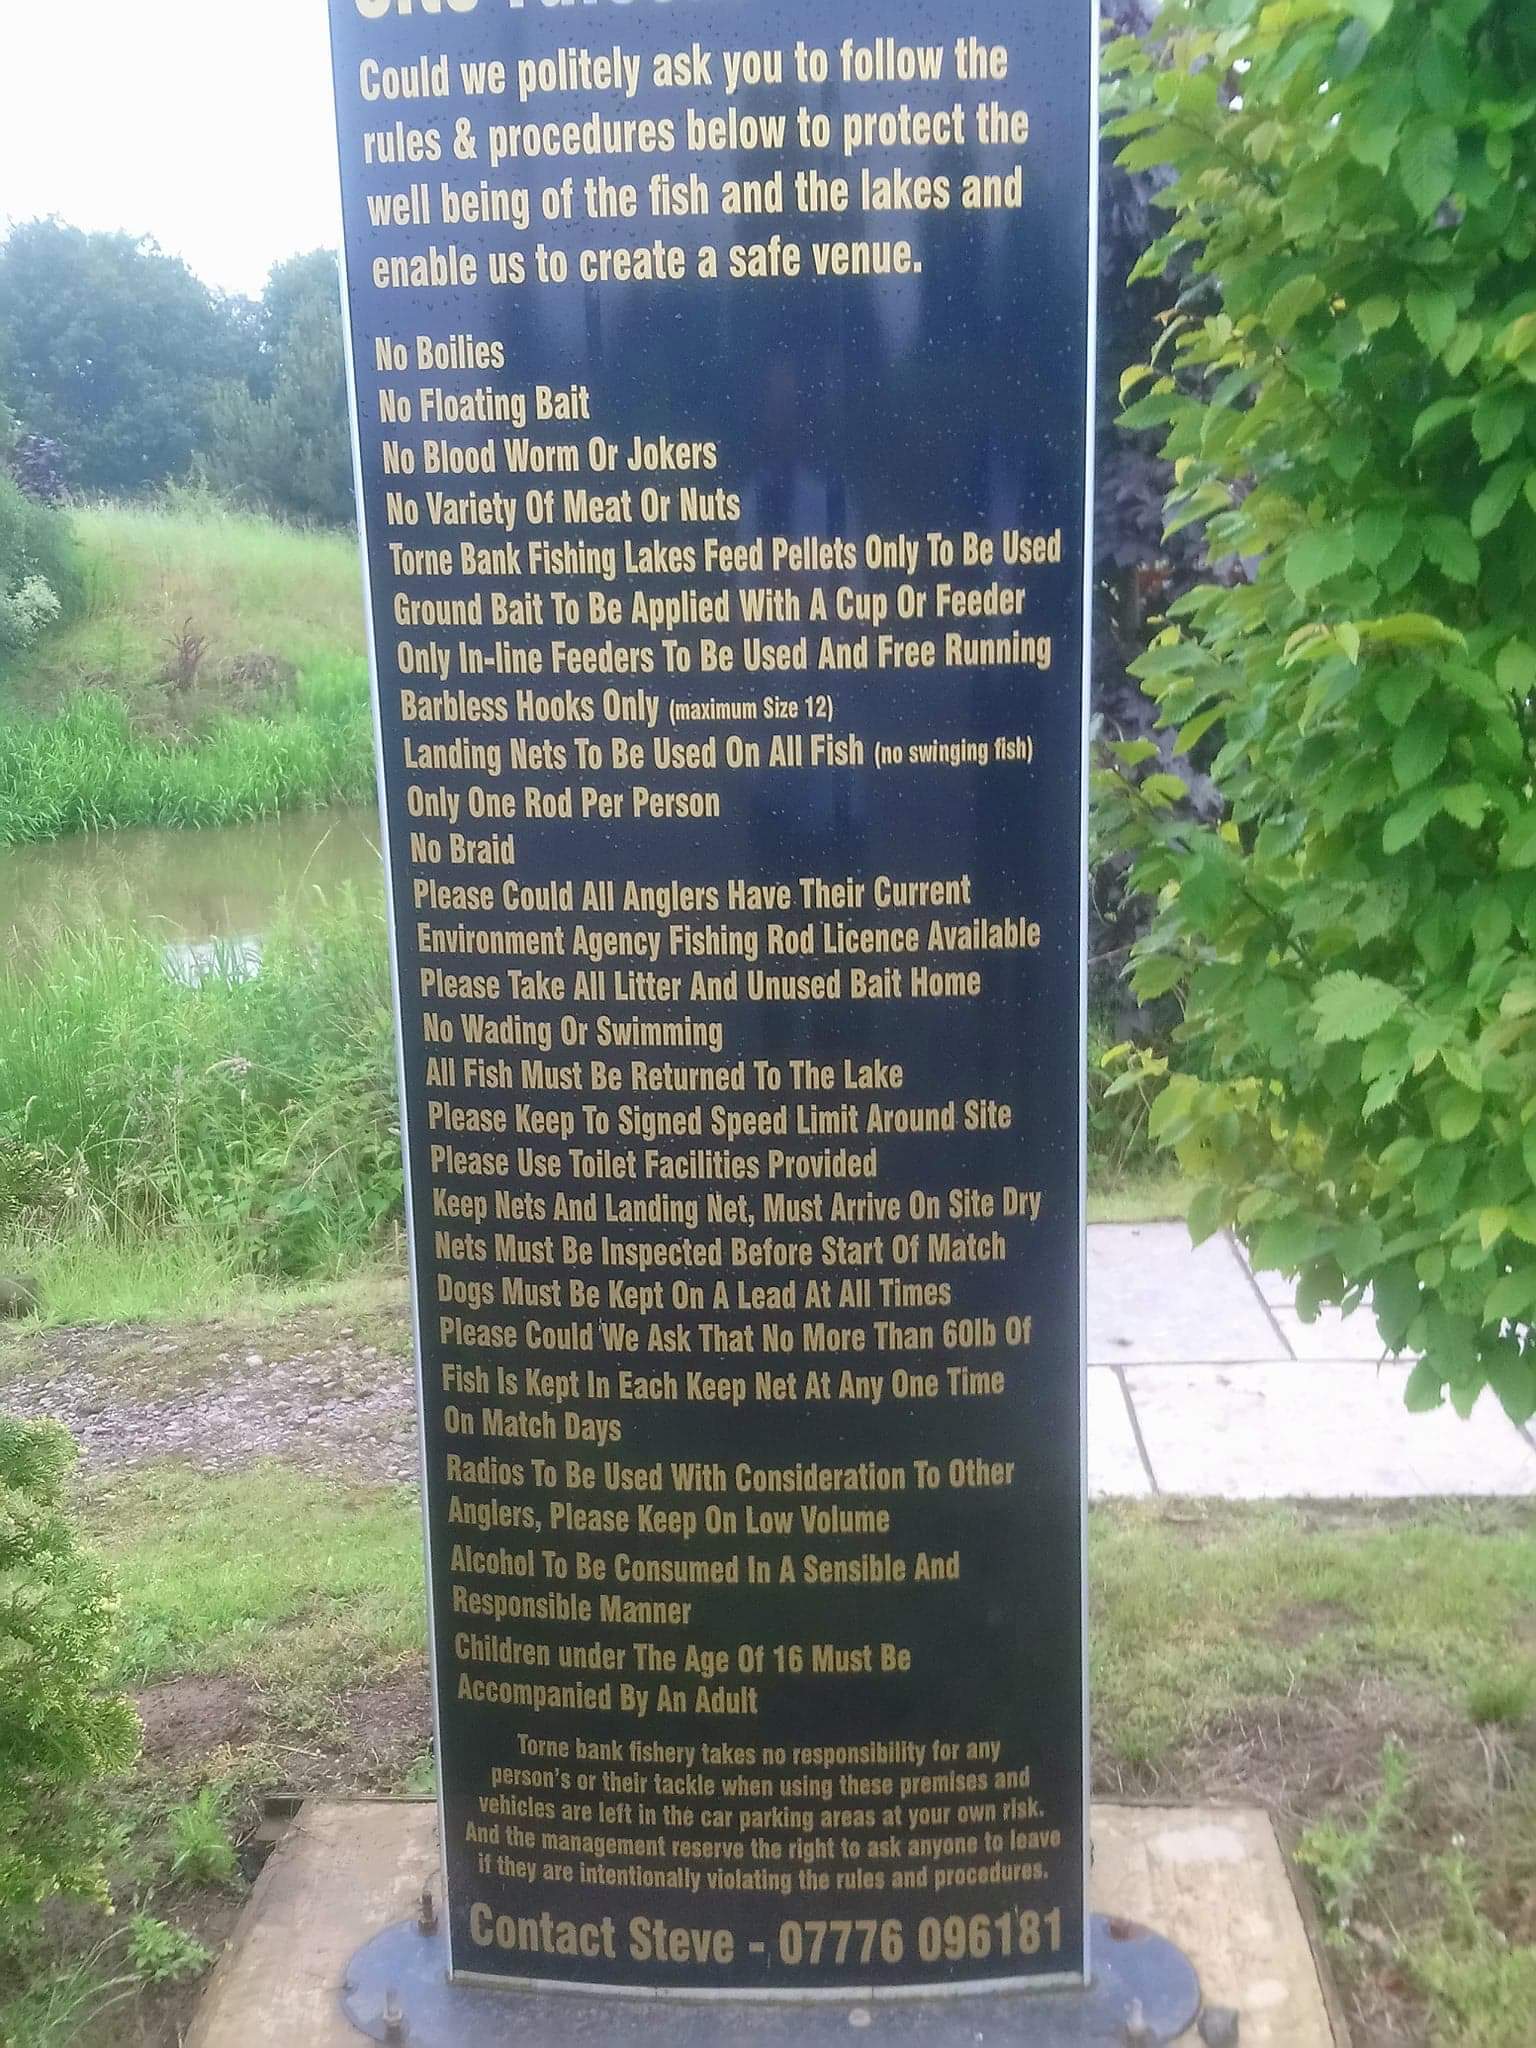 Could we politely ask you to follow the
rules & procedures below to protect the
well being of the fish and the lakes and
enable us to create a safe venue.
No Boilies
No Floating Bait
No Blood Worm Or Jokers
No Variety Of Meat Or Nuts
Torne Bank Fishing Lakes Feed Pellets Only To Be Used
Ground Bait To Be Applied With A Cup Or Feeder
Only In-line Feeders To Be Used And Free Running
Barbless Hooks Only (maximum Size 12)
Landing Nets To Be Used On All Fish (no swinging fish)
Only One Rod Per Person
No Braid
Please Could All Anglers Have Their Current
Environment Agency Fishing Rod Licence Available
Please Take All Litter And Unused Bait Home
No Wading Or Swimming
All Fish Must Be Returned To The Lake
Please Keep To Signed Speed Limit Around Site
Please Use Toilet Facilities Provided
Keep Nets And Landing Net, Must Arrive On Site Dry
Nets Must Be Inspected Before Start Of Match
Dogs Must Be Kept On A Lead At All Times
Please Could We Ask That No More Than 60lb Of
Fish Is Kept In Each Keep Net At Any One Time
On Match Days
Radios To Be Used With Consideration To Other
Anglers, Please Keep On Low Volume
Alcohol To Be Consumed In A Sensible And
Responsible Manner
Children under The Age Of 16 Must Be
Accompanied By An Adult
Torne bank fishery takes no responsibility for any
person's or their tackle when using these premises and
vehicles are left in the car parking areas at your own risk.
And the management reserve the right to ask anyone to leave
if they are intentionally violating the rules and procedures.
Contact Steve - 07776 096181